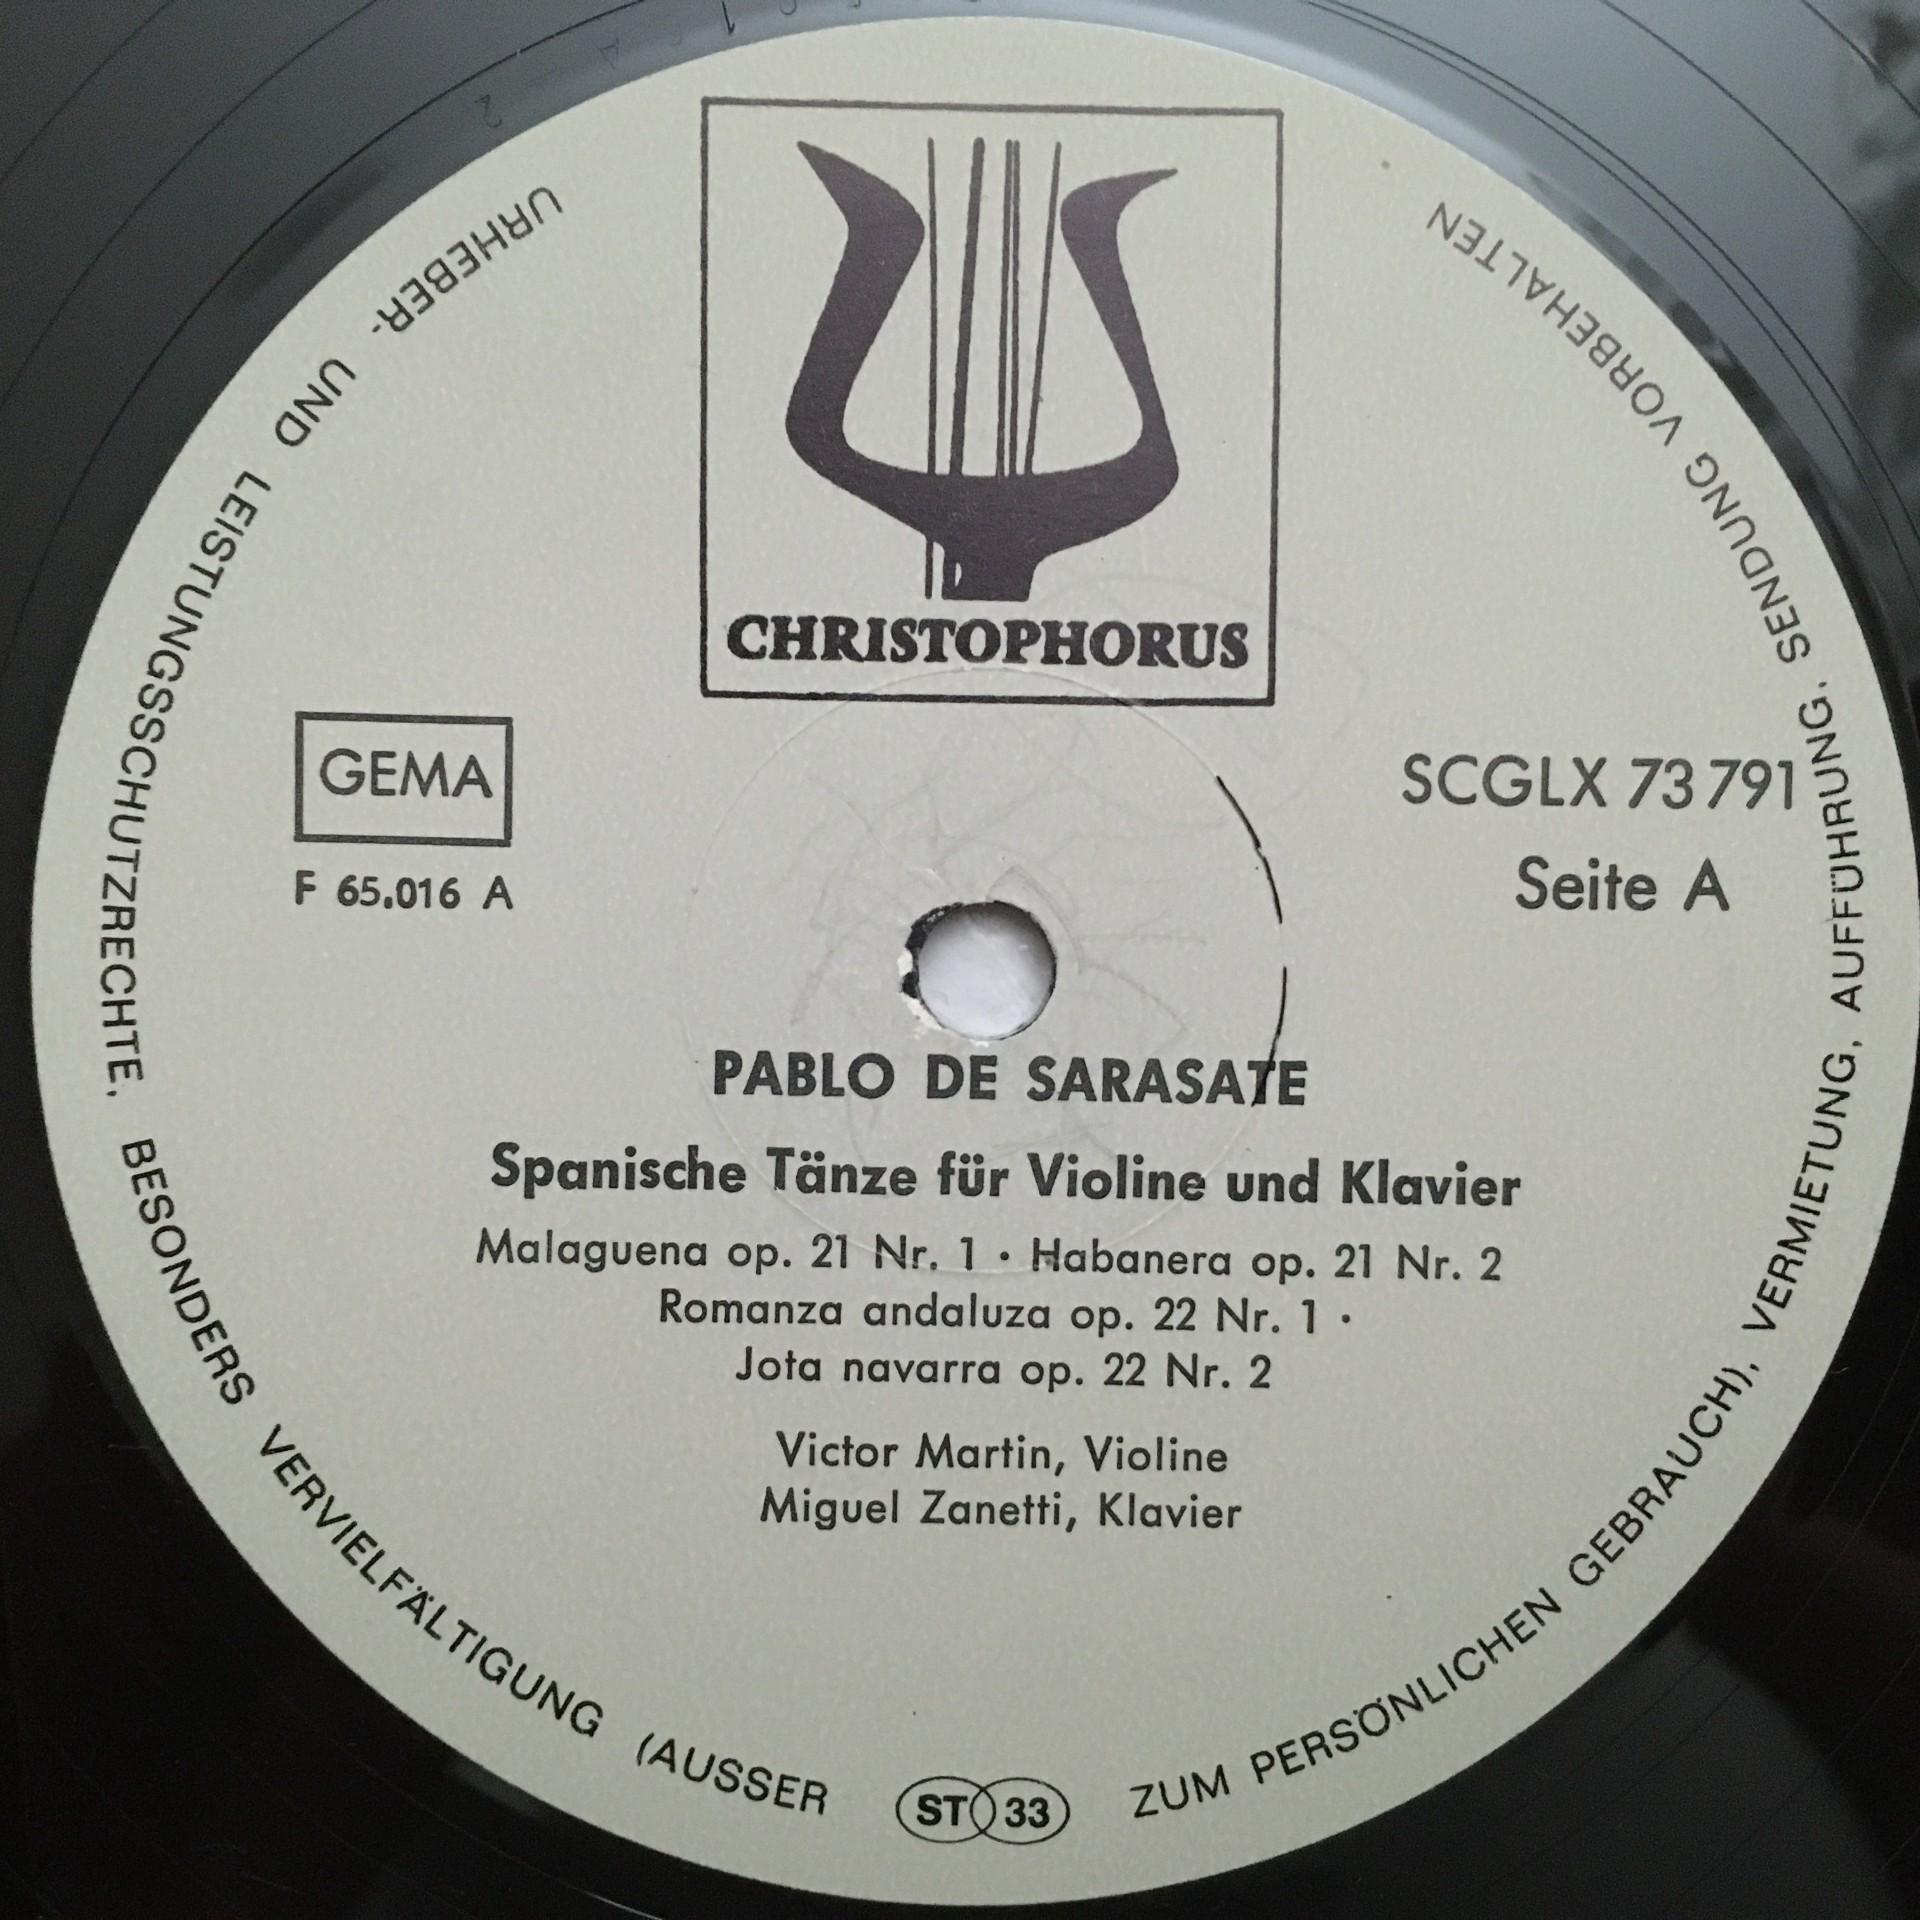 CHRISTOPHORUS
GEMA
F 65.016 A
SCGLX 73 791
Seite A
PABLO DE SARASATE
Spanische Tänze für Violine und Klavier
Malaguena op. 21 Nr. 1 · Habanera op. 21 Nr. 2
Romanza andaluza op. 22 Nr. 1 ·
Jota navarra op. 22 Nr. 2
Victor Martin, Violine
Miguel Zanetti, Klavier
ST 33
URHEBER- UND LEISTUNGSSCHUTZRECHTE, BESONDERS VERVIELFÄLTIGUNG (AUSSER ZUM PERSÖNLICHEN GEBRAUCH), VERMIETUNG, AUFFÜHRUNG, SENDUNG VORBEHALTEN